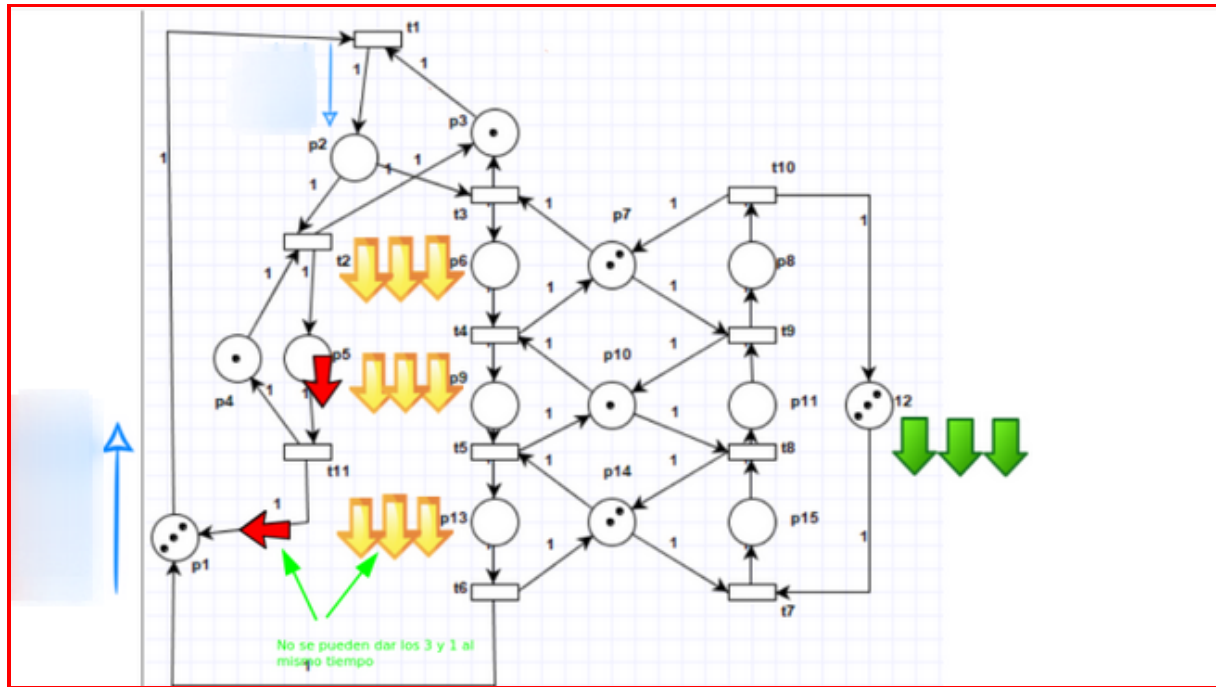 t1
1
1
p3
p2
1
1
1
1
t10
t3
1
p7
1
1
t2
p6
p8
1
1
1
1
t4
t9
p10
1
1
p5
p4
1
1
p9
p11
12
1
1
t5
t8
t11
p14
1
1
1
p13
p15
p1
1
1
1
t6
t7
No se pueden dar los 3 y 1 al
mismo tiempo
1